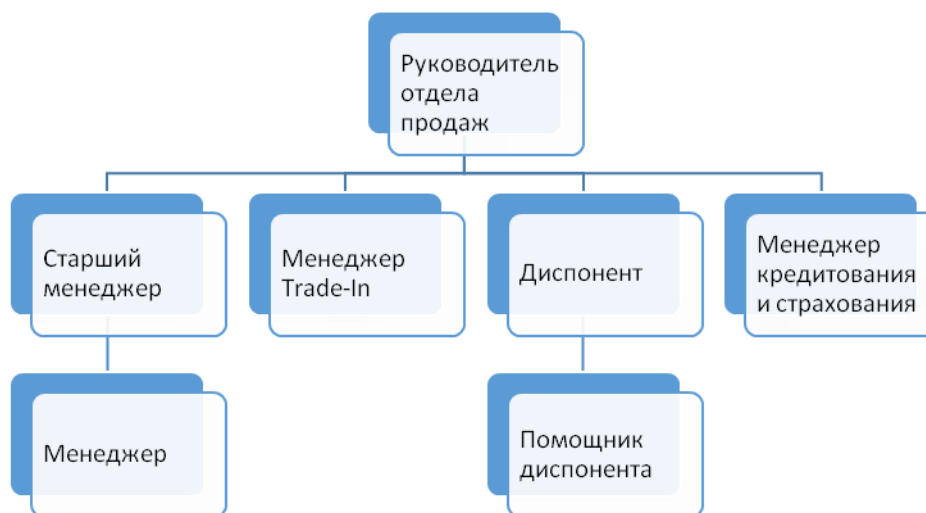 Руководитель
отдела
продаж
Старший
менеджер
Менеджер
Trade-In
Диспонент
Менеджер
кредитования
и страхования
Менеджер
Помощник
диспонента